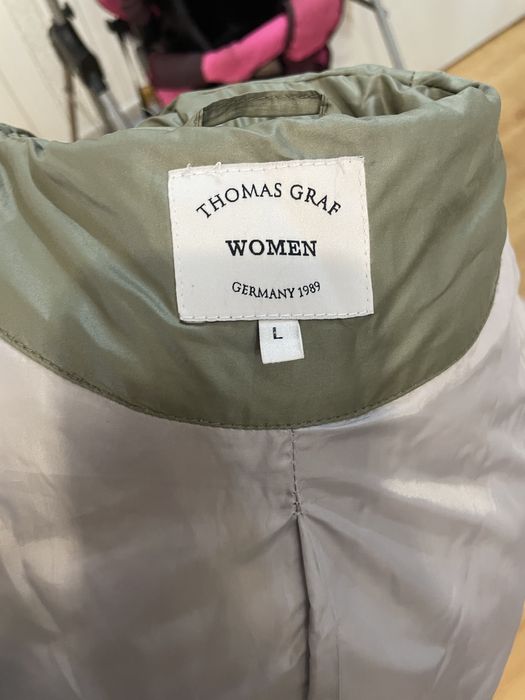 THOMAS GRAF
WOMEN
GERMANY 1989
L